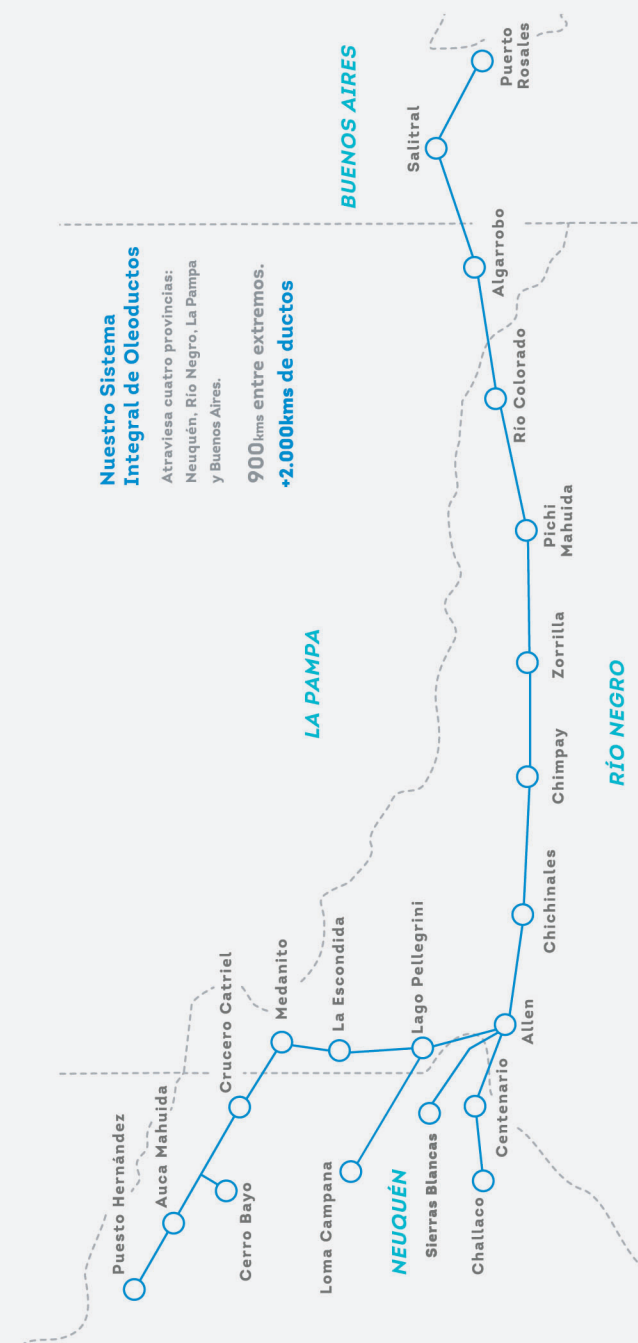 Nuestro Sistema
Integral de Oleoductos
Atraviesa cuatro provincias:
Neuquén, Río Negro, La Pampa
y Buenos Aires.
900kms entre extremos.
+2.000kms de ductos
Puesto Hernández
Auca Mahuida
Cerro Bayo
Crucero Catriel
Medanito
La Escondida
Loma Campana
Lago Pellegrini
NEUQUÉN
Sierras Blancas
Challaco
Centenario
Allen
Chichinales
Chimpay
Zorrilla
Pichi
Mahuida
Río Colorado
Algarrobo
Salitral
Puerto
Rosales
LA PAMPA
RÍO NEGRO
BUENOS AIRES